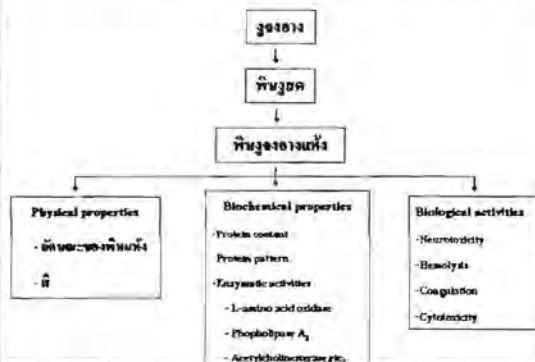 งูจงอาง
พิษงูสด
พิษงูจงอางแห้ง
Physical properties
- ลักษณะของพิษแห้ง
- สี
Biochemical properties
-Protein content
Protein pattern
-Enzymatic activities
- L-amino acid oxidase
- Phopholipase A₂
- Acetylcholinesterase etc.
Biological activities
-Neurotoxicity
-Hemolysis
-Coagulation
-Cytotoxicity